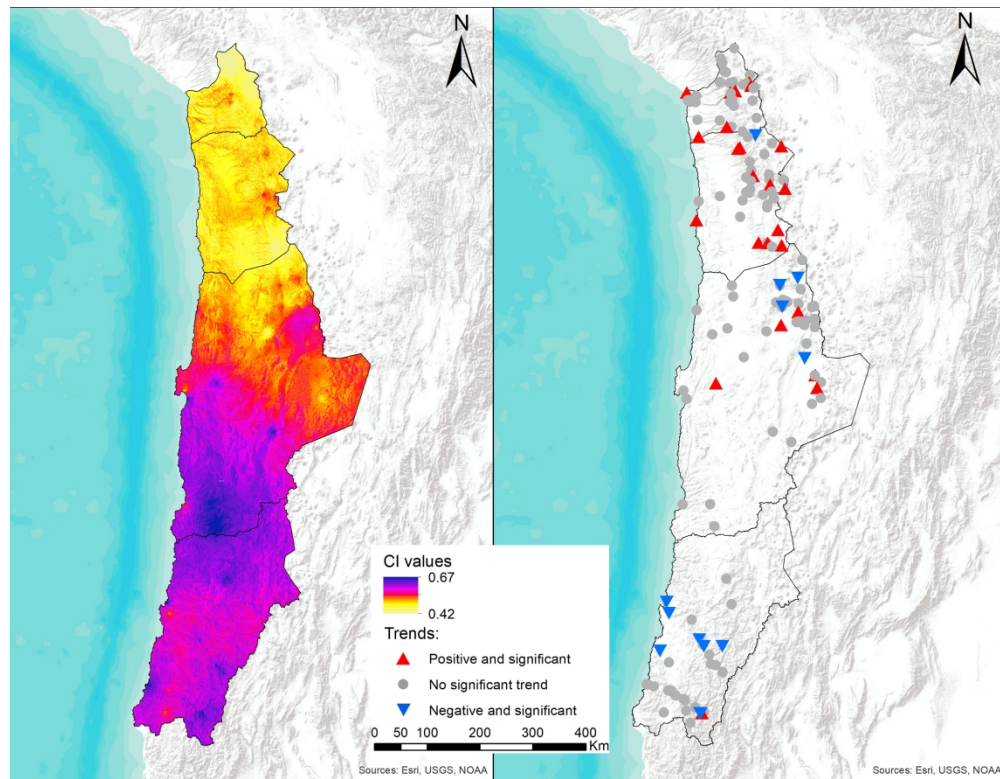 N
N
CI values
0.67
0.42
Trends:
Positive and significant
No significant trend
Negative and significant
0 50 100 200 300 400
Km
Sources: Esri, USGS, NOAA
Sources: Esri, USGS, NOAA